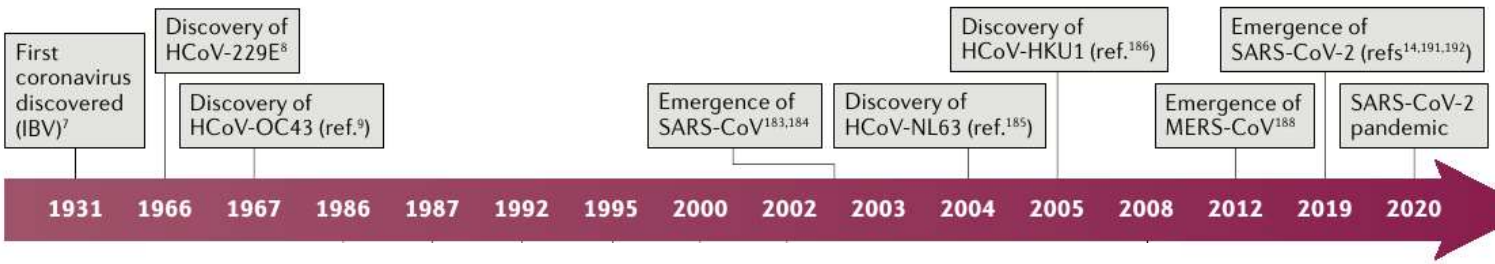 First
coronavirus
discovered
(IBV)⁷
Discovery of
HCoV-229E⁸
Discovery of
HCoV-OC43 (ref.⁹)
Emergence of
SARS-CoV¹⁸³,¹⁸⁴
Discovery of
HCoV-NL63 (ref.¹⁸⁵)
Discovery of
HCoV-HKU1 (ref.¹⁸⁶)
Emergence of
MERS-CoV¹⁸⁸
Emergence of
SARS-CoV-2 (refs¹⁴,¹⁹¹,¹⁹²)
SARS-CoV-2
pandemic
1931 1966 1967 1986 1987 1992 1995 2000 2002 2003 2004 2005 2008 2012 2019 2020